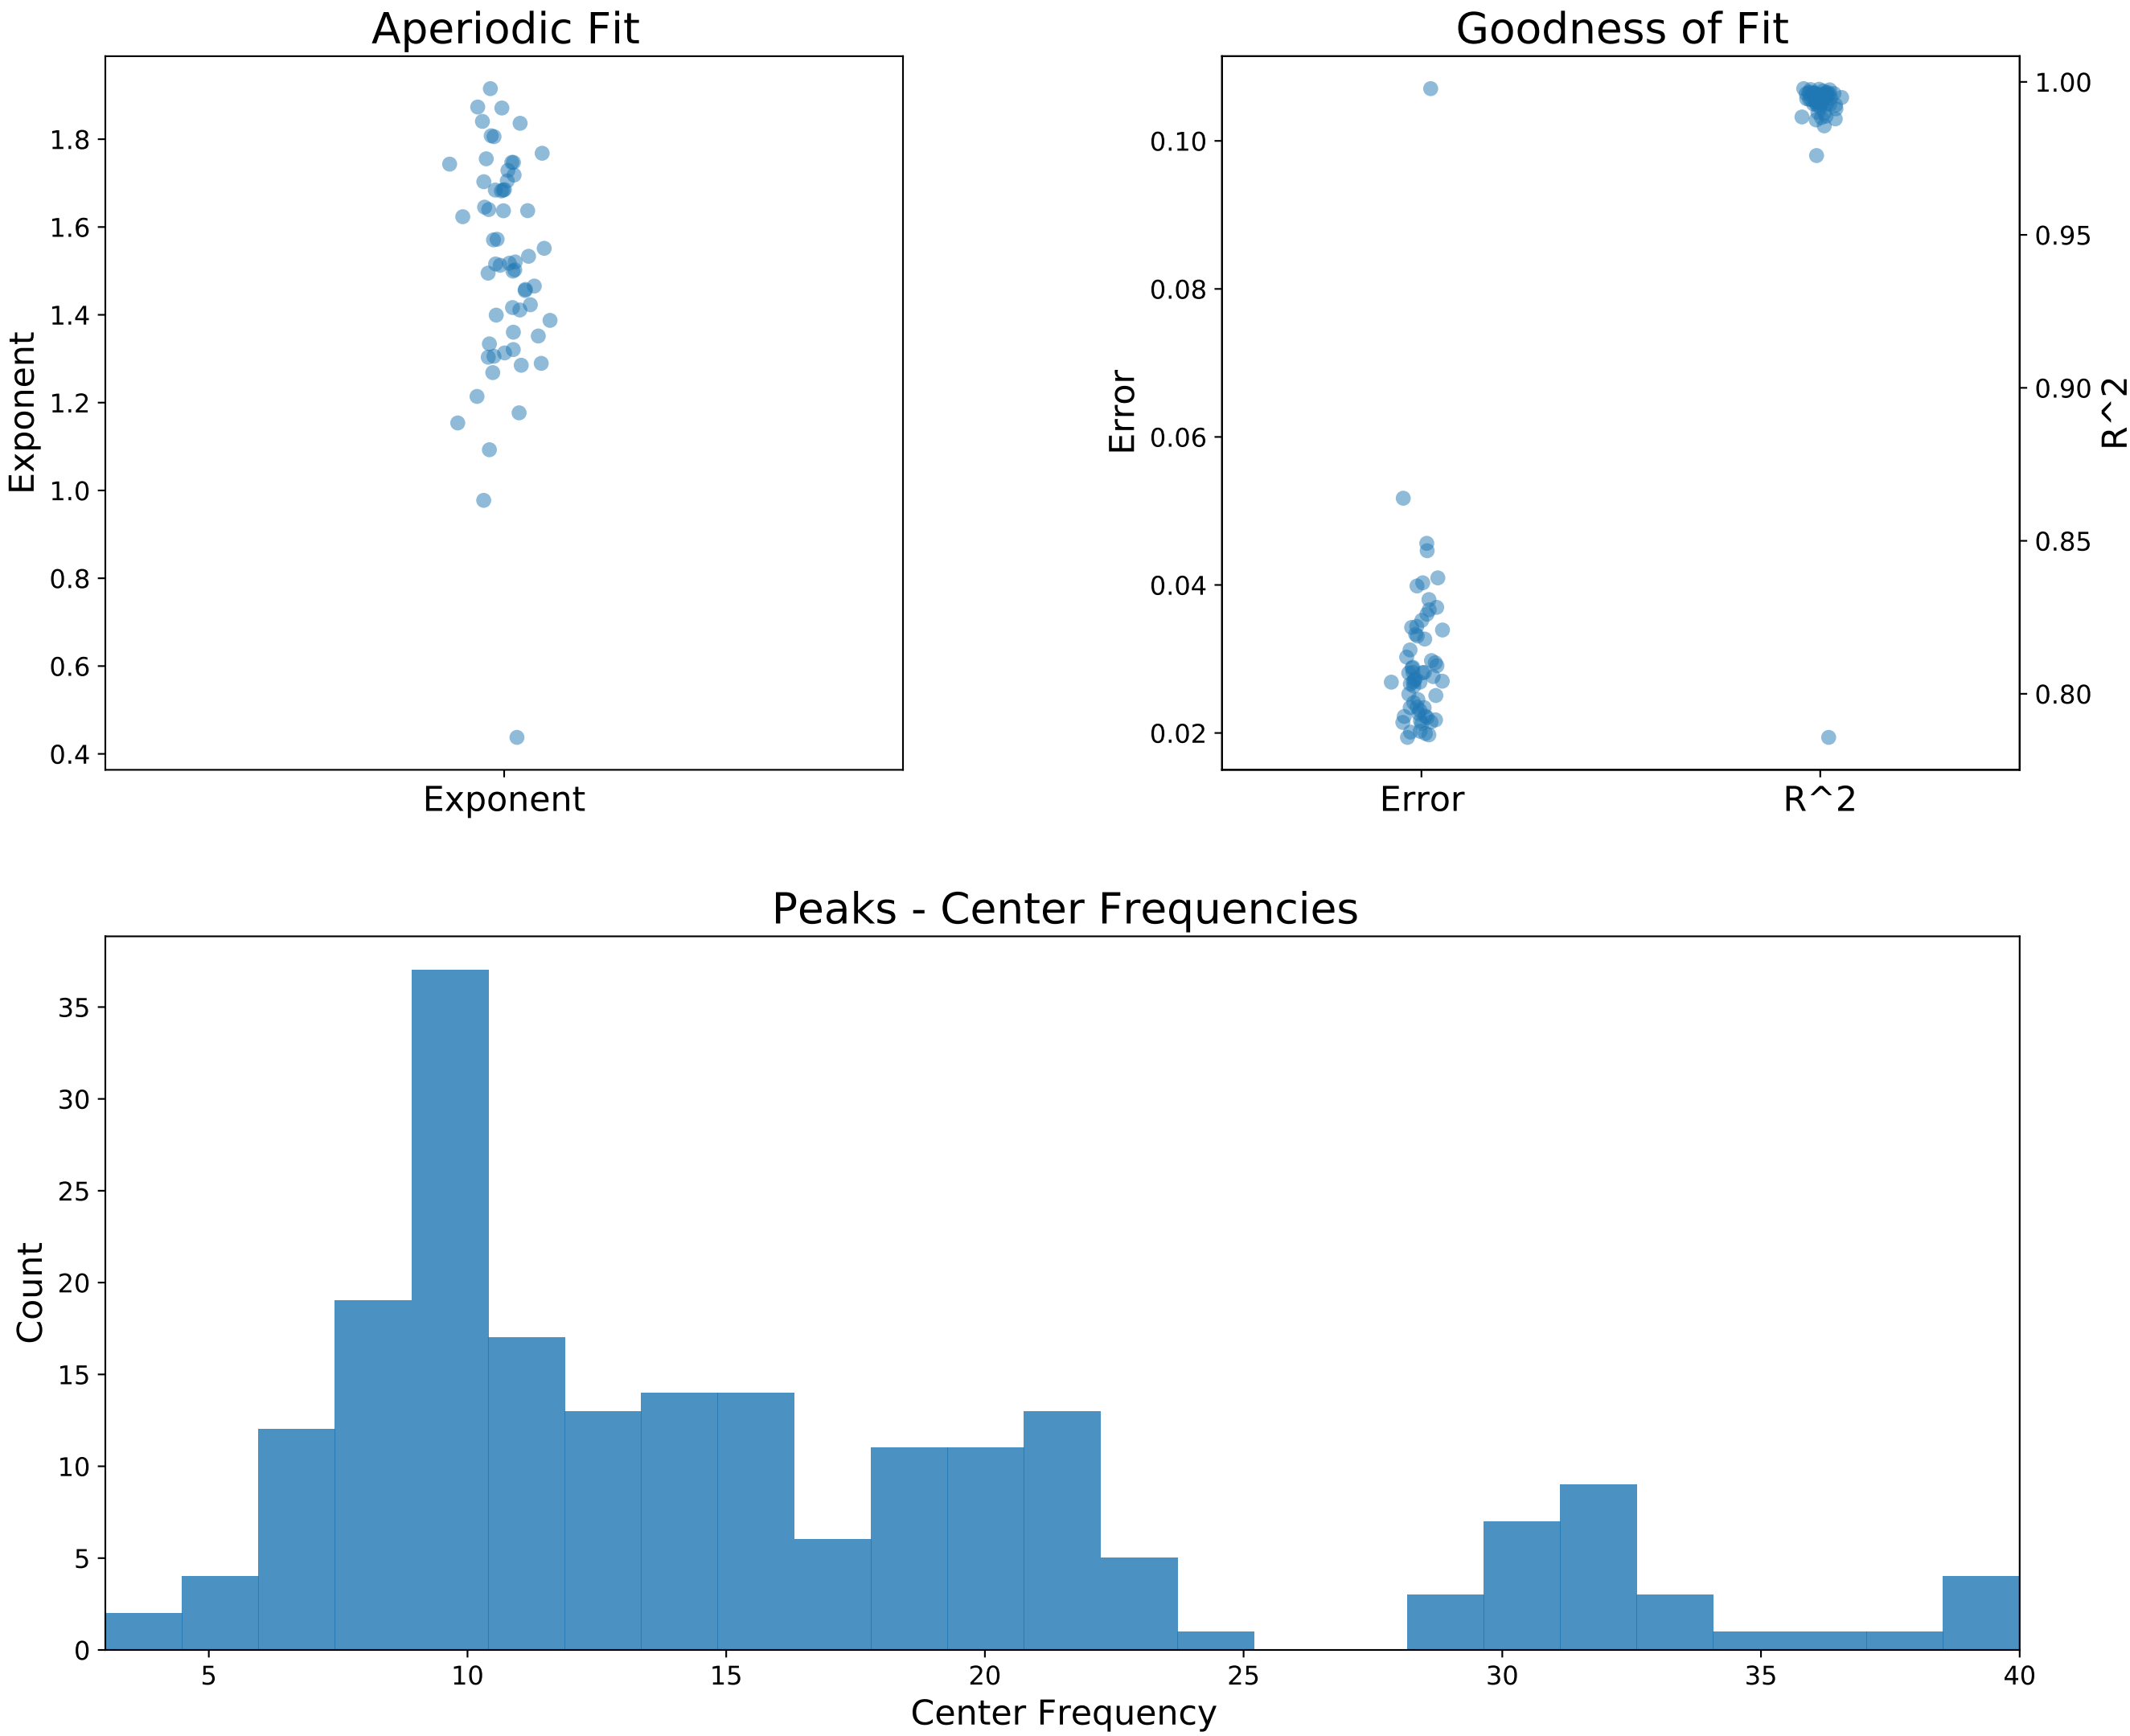 Aperiodic Fit
1.8
1.6
1.4
1.2
1.0
0.8
0.6
0.4
Exponent
Exponent
Goodness of Fit
0.10
0.08
0.06
0.04
0.02
Error
1.00
0.95
0.90
0.85
0.80
R^2
Error R^2
Peaks - Center Frequencies
35
30
25
20
15
10
5
0
Count
5 10 15 20 25 30 35 40
Center Frequency